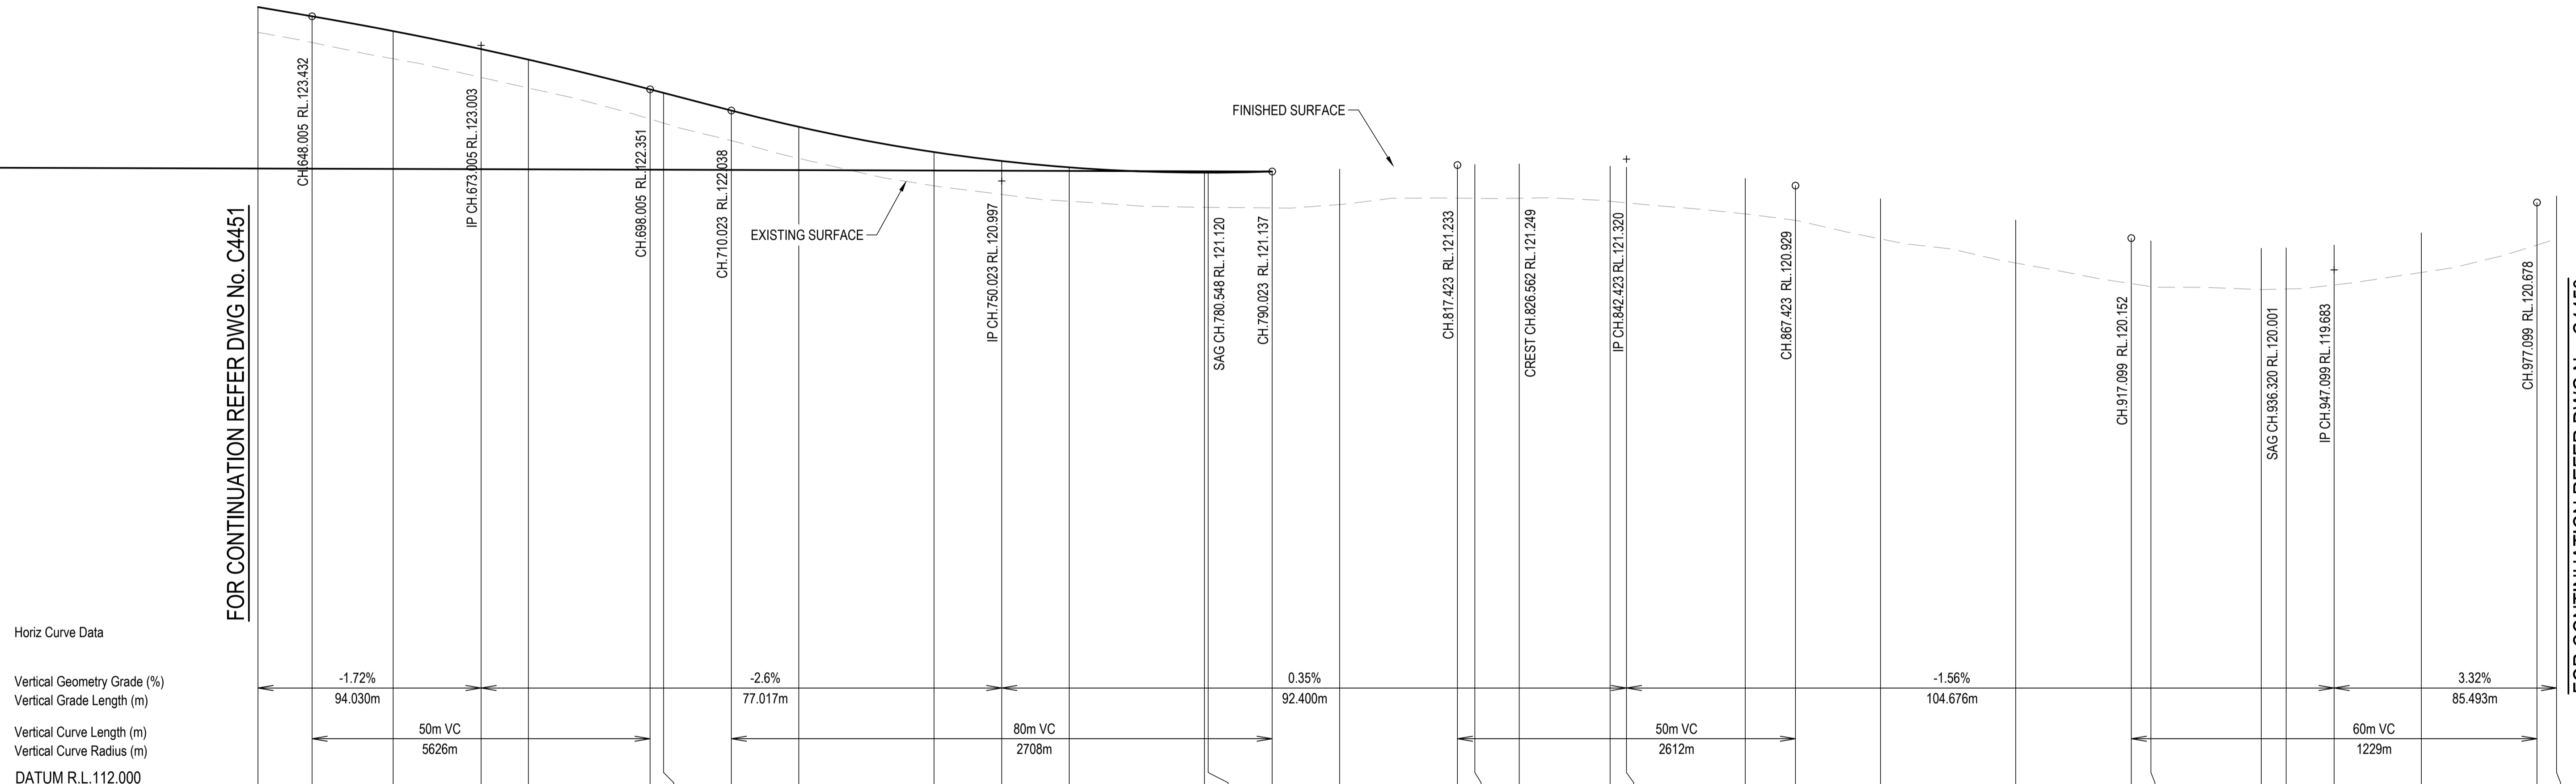 CH.648.005 RL.123.432
IP CH.673.005 RL.123.003
CH.698.005 RL.122.351
CH.710.023 RL.122.038
IP CH.750.023 RL.120.997
SAG CH.780.548 RL.121.120
CH.790.023 RL.121.137
CH.817.423 RL.121.233
CREST CH.826.562 RL.121.249
IP CH.842.423 RL.121.320
CH.867.423 RL.120.929
CH.917.099 RL.120.152
SAG CH.936.320 RL.120.001
IP CH.947.099 RL.119.683
CH.977.099 RL.120.678
FINISHED SURFACE
EXISTING SURFACE
FOR CONTINUATION REFER DWG No. C4451
Horiz Curve Data
Vertical Geometry Grade (%)
-1.72%
-2.6%
0.35%
-1.56%
3.32%
Vertical Grade Length (m)
94.030m
77.017m
92.400m
104.676m
85.493m
Vertical Curve Length (m)
50m VC
80m VC
50m VC
60m VC
Vertical Curve Radius (m)
5626m
2708m
2612m
1229m
DATUM R.L.112.000